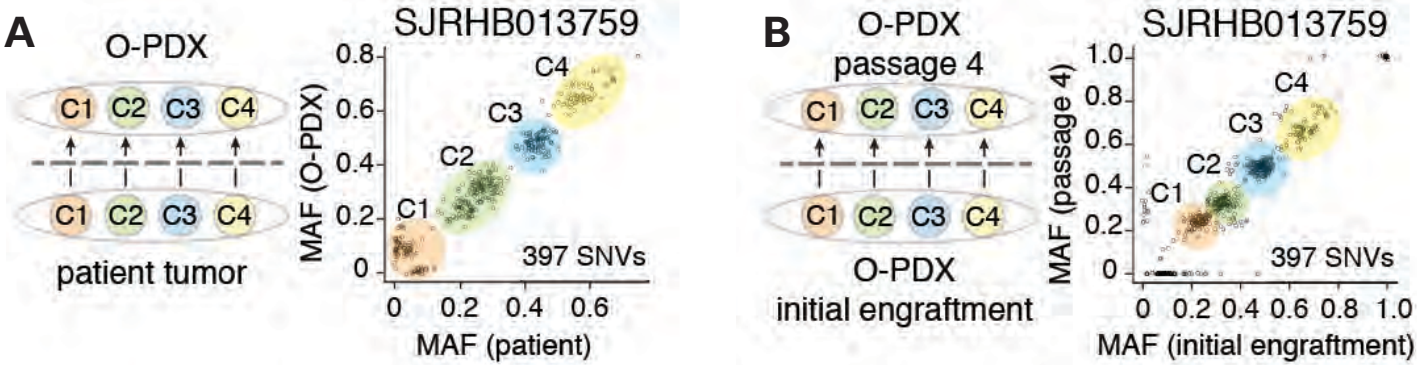 A
O-PDX
C1 C2 C3 C4
C1 C2 C3 C4
patient tumor
SJRHB013759
MAF (O-PDX)
0.8
0.6
0.4
0.2
0
C4
C3
C2
C1
397 SNVs
0 0.2 0.4 0.6
MAF (patient)
B
O-PDX
passage 4
C1 C2 C3 C4
C1 C2 C3 C4
O-PDX
initial engraftment
SJRHB013759
MAF (passage 4)
1.0
0.8
0.6
0.4
0.2
0
C4
C3
C2
C1
397 SNVs
0 0.2 0.4 0.6 0.8 1.0
MAF (initial engraftment)